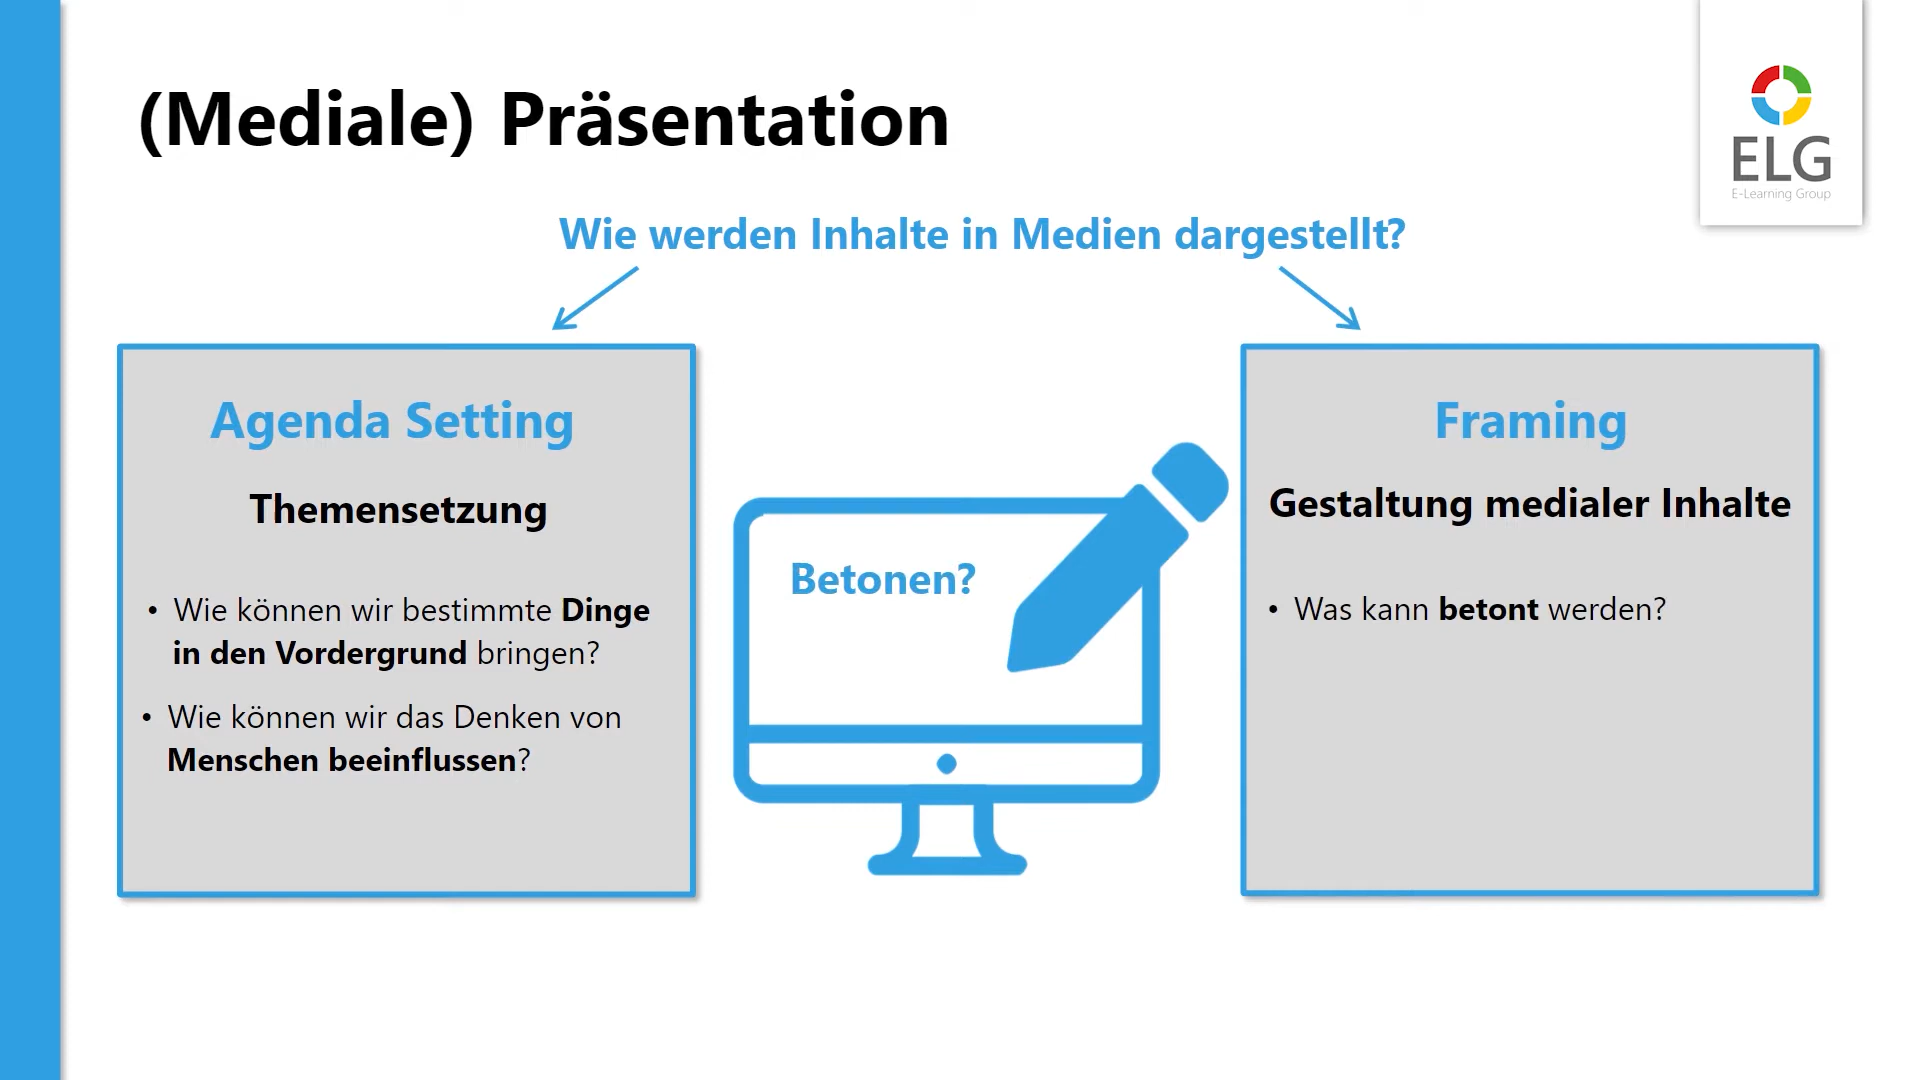 (Mediale) Präsentation
ELG
E-Learning Group
Wie werden Inhalte in Medien dargestellt?
Agenda Setting
Themensetzung
• Wie können wir bestimmte Dinge
in den Vordergrund bringen?
• Wie können wir das Denken von
Menschen beeinflussen?
Betonen?
Framing
Gestaltung medialer Inhalte
• Was kann betont werden?